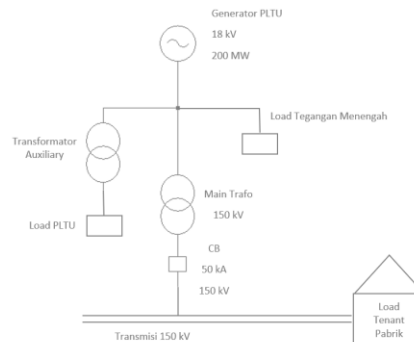 Generator PLTU
18 kV
200 MW
Load Tegangan Menengah
Transformator
Auxiliary
Main Trafo
150 kV
Load PLTU
CB
50 kA
150 kV
Load
Tenant
Pabrik
Transmisi 150 kV